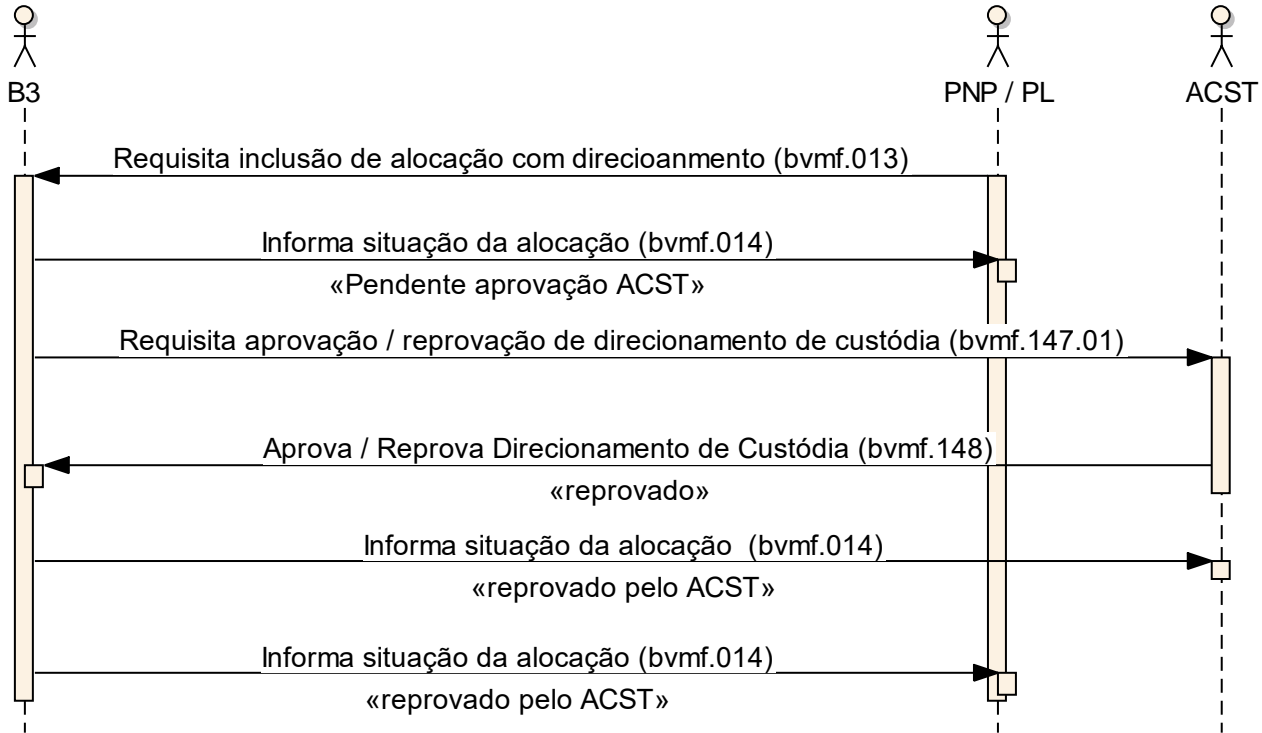 B3
PNP / PL
ACST
Requisita inclusão de alocação com direcioanmento (bvmf.013)
Informa situação da alocação (bvmf.014)
«Pendente aprovação ACST»
Requisita aprovação / reprovação de direcionamento de custódia (bvmf.147.01)
Aprova / Reprova Direcionamento de Custódia (bvmf.148)
«reprovado»
Informa situação da alocação  (bvmf.014)
«reprovado pelo ACST»
Informa situação da alocação (bvmf.014)
«reprovado pelo ACST»